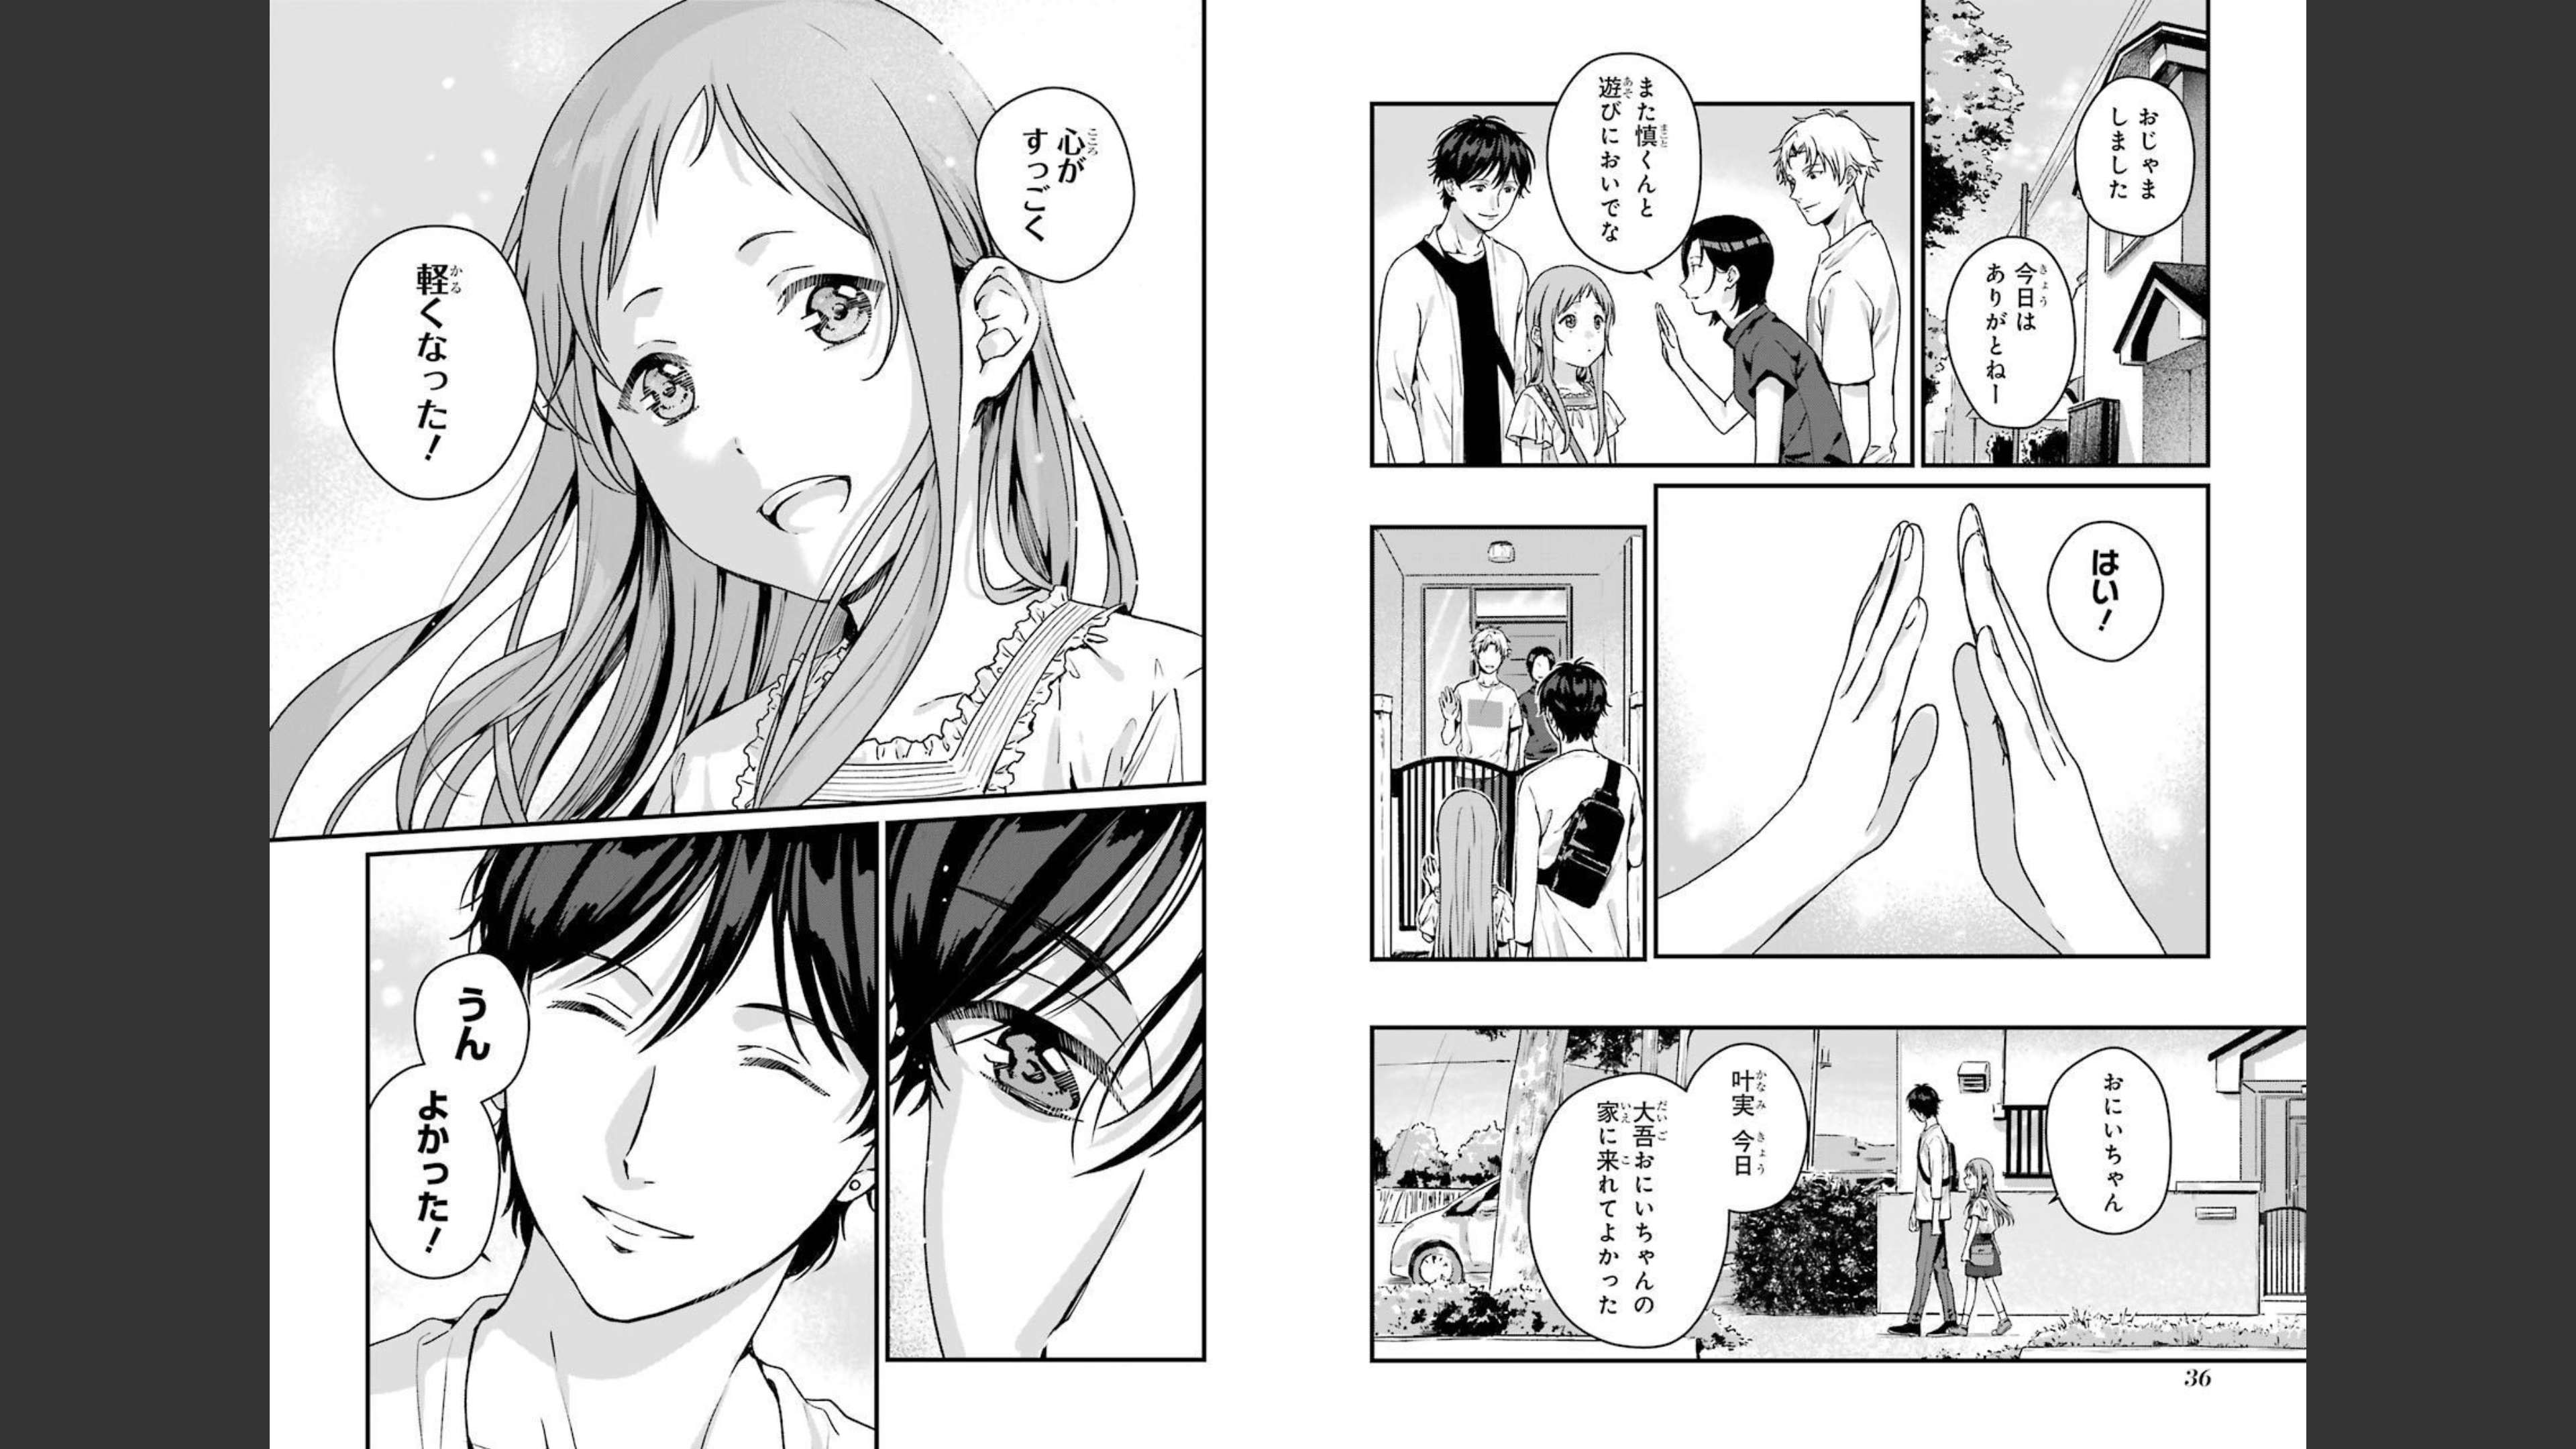 おじゃま
しました
今日は
ありがとねー
また慎くんと
遊びにおいでな
はい!
おにいちゃん
叶実 今日
大吾おにいちゃんの
家に来れてよかった
36
心が
すっごく
軽くなった!
うん
よかった!